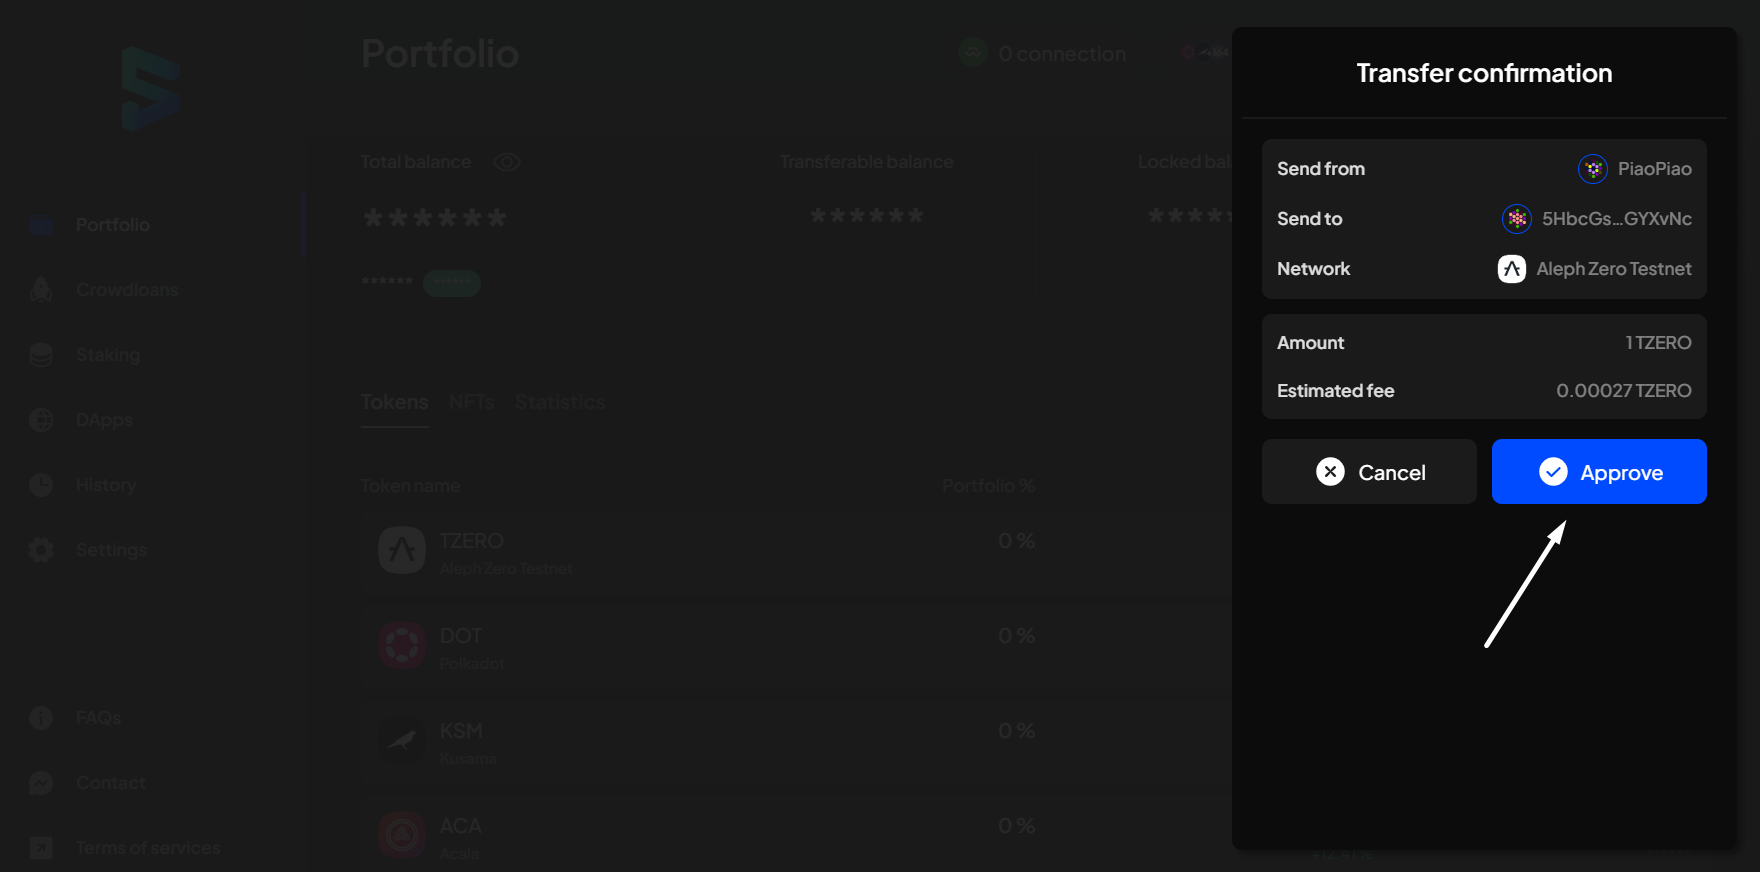 Portfolio
0 connection
Total balance
Transferable balance
Locked bal
******
******
*****
******
******
Portfolio
Crowdloans
Staking
DApps
History
Settings
FAQs
Contact
Terms of services
Tokens
NFTs
Statistics
Token name
Portfolio %
TZERO
0 %
Aleph Zero Testnet
DOT
0 %
Polkadot
KSM
0 %
Kusama
ACA
0 %
Acala
Transfer confirmation
Send from PiaoPiao
Send to 5HbcGs...GYXvNc
Network Aleph Zero Testnet
Amount 1 TZERO
Estimated fee 0.00027 TZERO
Cancel
Approve